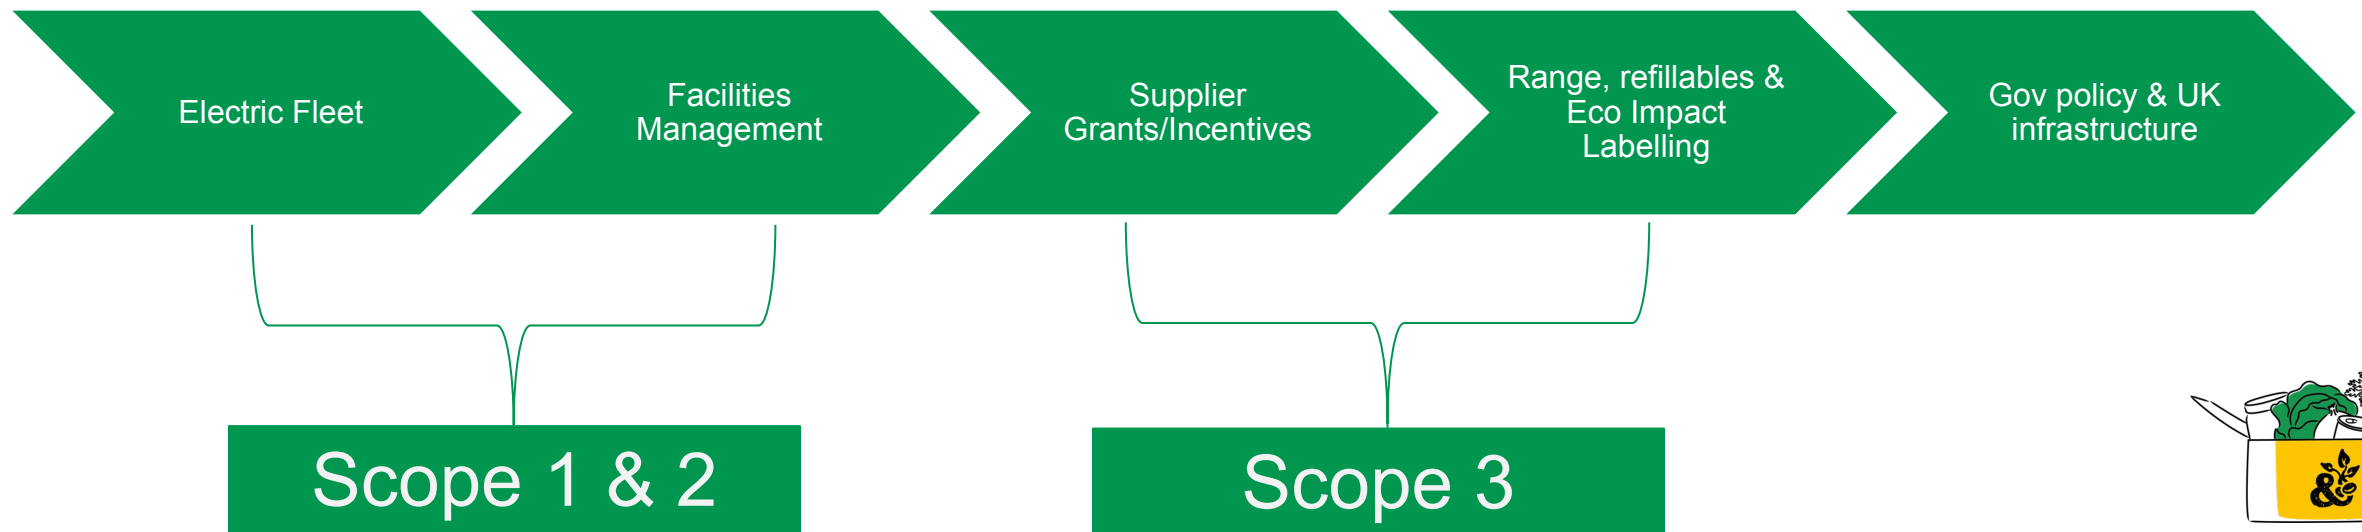 Electric Fleet
Facilities
Management
Supplier
Grants/Incentives
Range, refillables &
Eco Impact
Labelling
Gov policy & UK
infrastructure
Scope 1 & 2
Scope 3
&